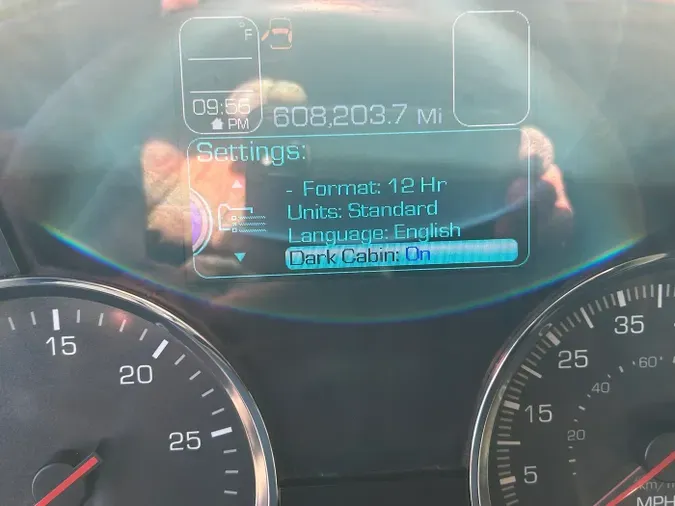 °F
09:56
PM
608,203.7 Mi
Settings:
- Format: 12 Hr
Units: Standard
Language: English
Dark Cabin: On
15
20
25
35
25
15
5
60
40
20
km/h
MPH